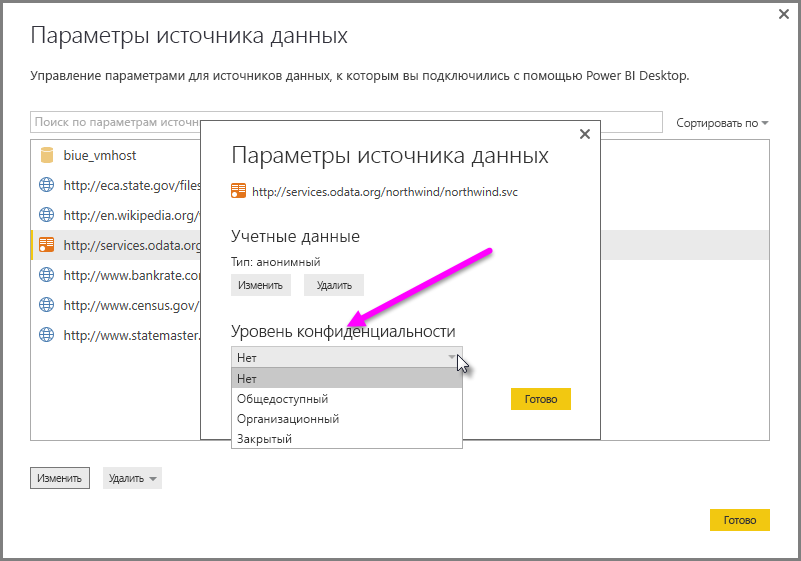 Параметры источника данных
Управление параметрами для источников данных, к которым вы подключились с помощью Power BI Desktop.
Поиск по параметрам источн
Сортировать по
biue_vmhost
http://eca.state.gov/files
http://en.wikipedia.org/
http://services.odata.org
http://www.bankrate.co
http://www.census.gov/
http://www.statemaster.
Параметры источника данных
http://services.odata.org/northwind/northwind.svc
Учетные данные
Тип: анонимный
Изменить Удалить
Уровень конфиденциальности
Нет
Нет
Общедоступный
Организационный
Закрытый
Готово
Изменить Удалить
Готово